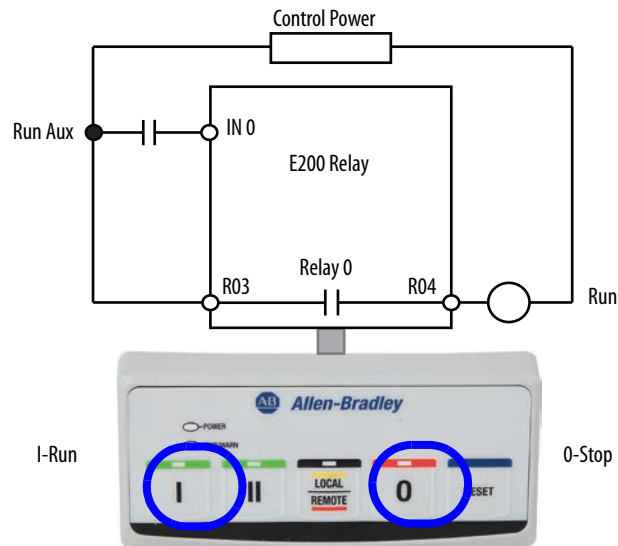 Control Power
Run Aux
IN 0
E200 Relay
Relay 0
R03
R04
Run
AB Allen-Bradley
POWER
I-Run
0-Stop
I
II
LOCAL
REMOTE
0